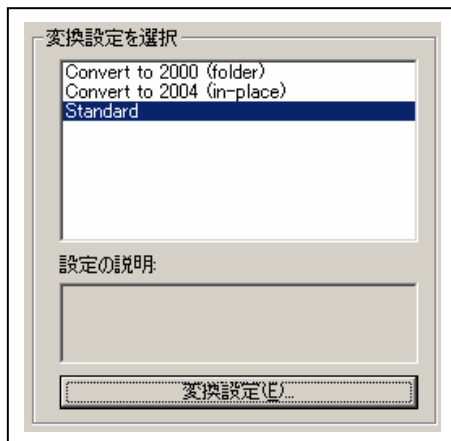 変換設定を選択
Convert to 2000 (folder)
Convert to 2004 (in-place)
Standard
設定の説明:
変換設定(E)...